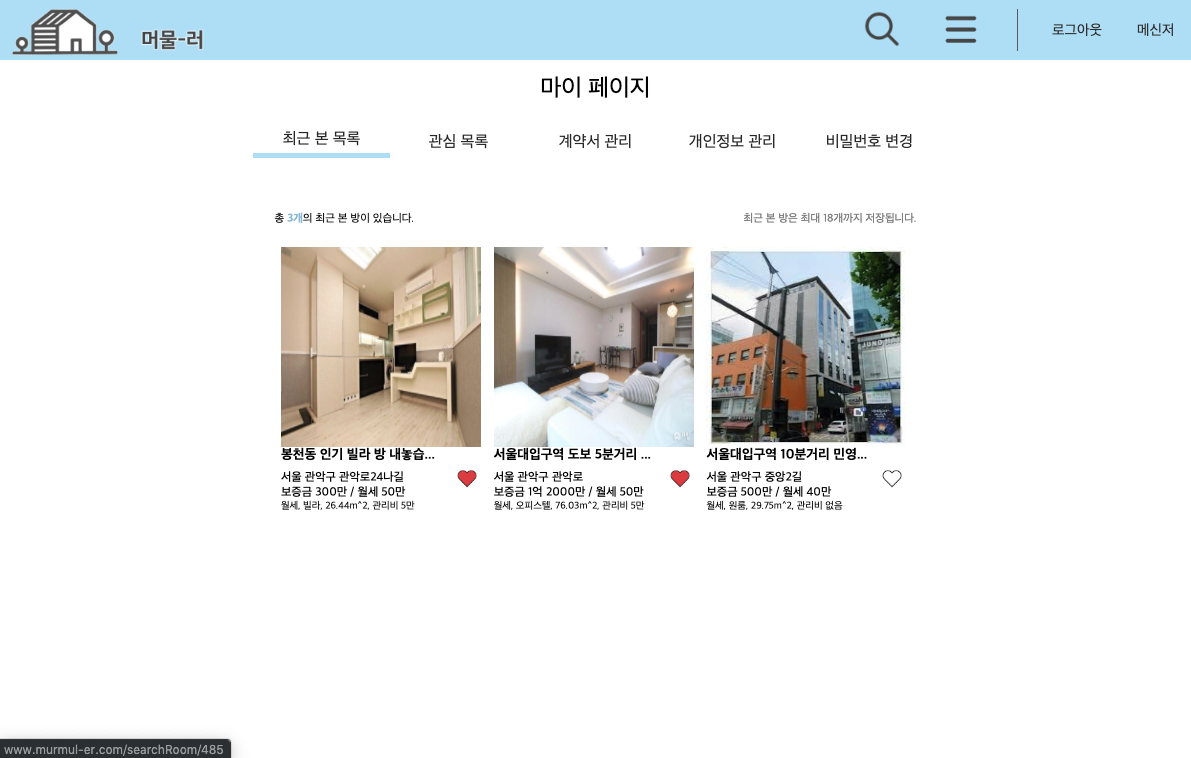 머물-러
로그아웃
메신저
마이 페이지
최근 본 목록
관심 목록
계약서 관리
개인정보 관리
비밀번호 변경
총 3개의 최근 본 방이 있습니다.
최근 본 방은 최대 18개까지 저장됩니다.
봉천동 인기 빌라 방 내놓습...
서울 관악구 관악로24나길
보증금 300만 / 월세 50만
월세, 빌라, 26.44m^2, 관리비 5만
서울대입구역 도보 5분거리 ...
서울 관악구 관악로
보증금 1억 2000만 / 월세 50만
월세, 오피스텔, 76.03m^2, 관리비 5만
서울대입구역 10분거리 민영...
서울 관악구 중앙2길
보증금 500만 / 월세 40만
월세, 원룸, 29.75m^2, 관리비 없음
www.murmul-er.com/searchRoom/485